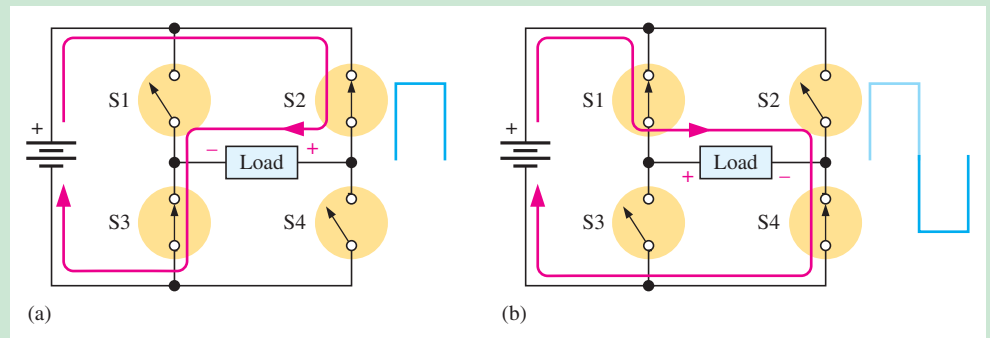 S1 S2
+
− Load +
S3 S4
(a)
S1 S2
+
Load
+ −
S3 S4
(b)